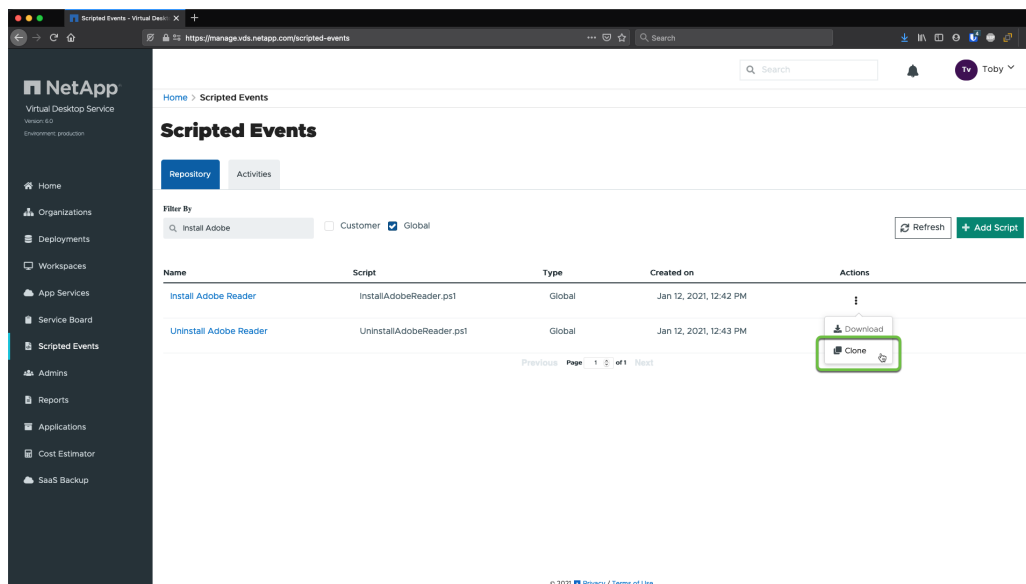 Scripted Events - Virtual Deskto
https://manage.vds.netapp.com/scripted-events
Search
NetApp
Virtual Desktop Service
Version: 6.0
Environment: production
Search
Tv
Toby
Home > Scripted Events
Scripted Events
Repository
Activities
Home
Organizations
Deployments
Workspaces
App Services
Service Board
Scripted Events
Admins
Reports
Applications
Cost Estimator
SaaS Backup
Filter By
Install Adobe
Customer
Global
Refresh
+ Add Script
Name Script Type Created on Actions
Install Adobe Reader InstallAdobeReader.ps1 Global Jan 12, 2021, 12:42 PM
Uninstall Adobe Reader UninstallAdobeReader.ps1 Global Jan 12, 2021, 12:43 PM
Download
Clone
Previous Page 1 of 1 Next
© 2021 Privacy / Terms of Use